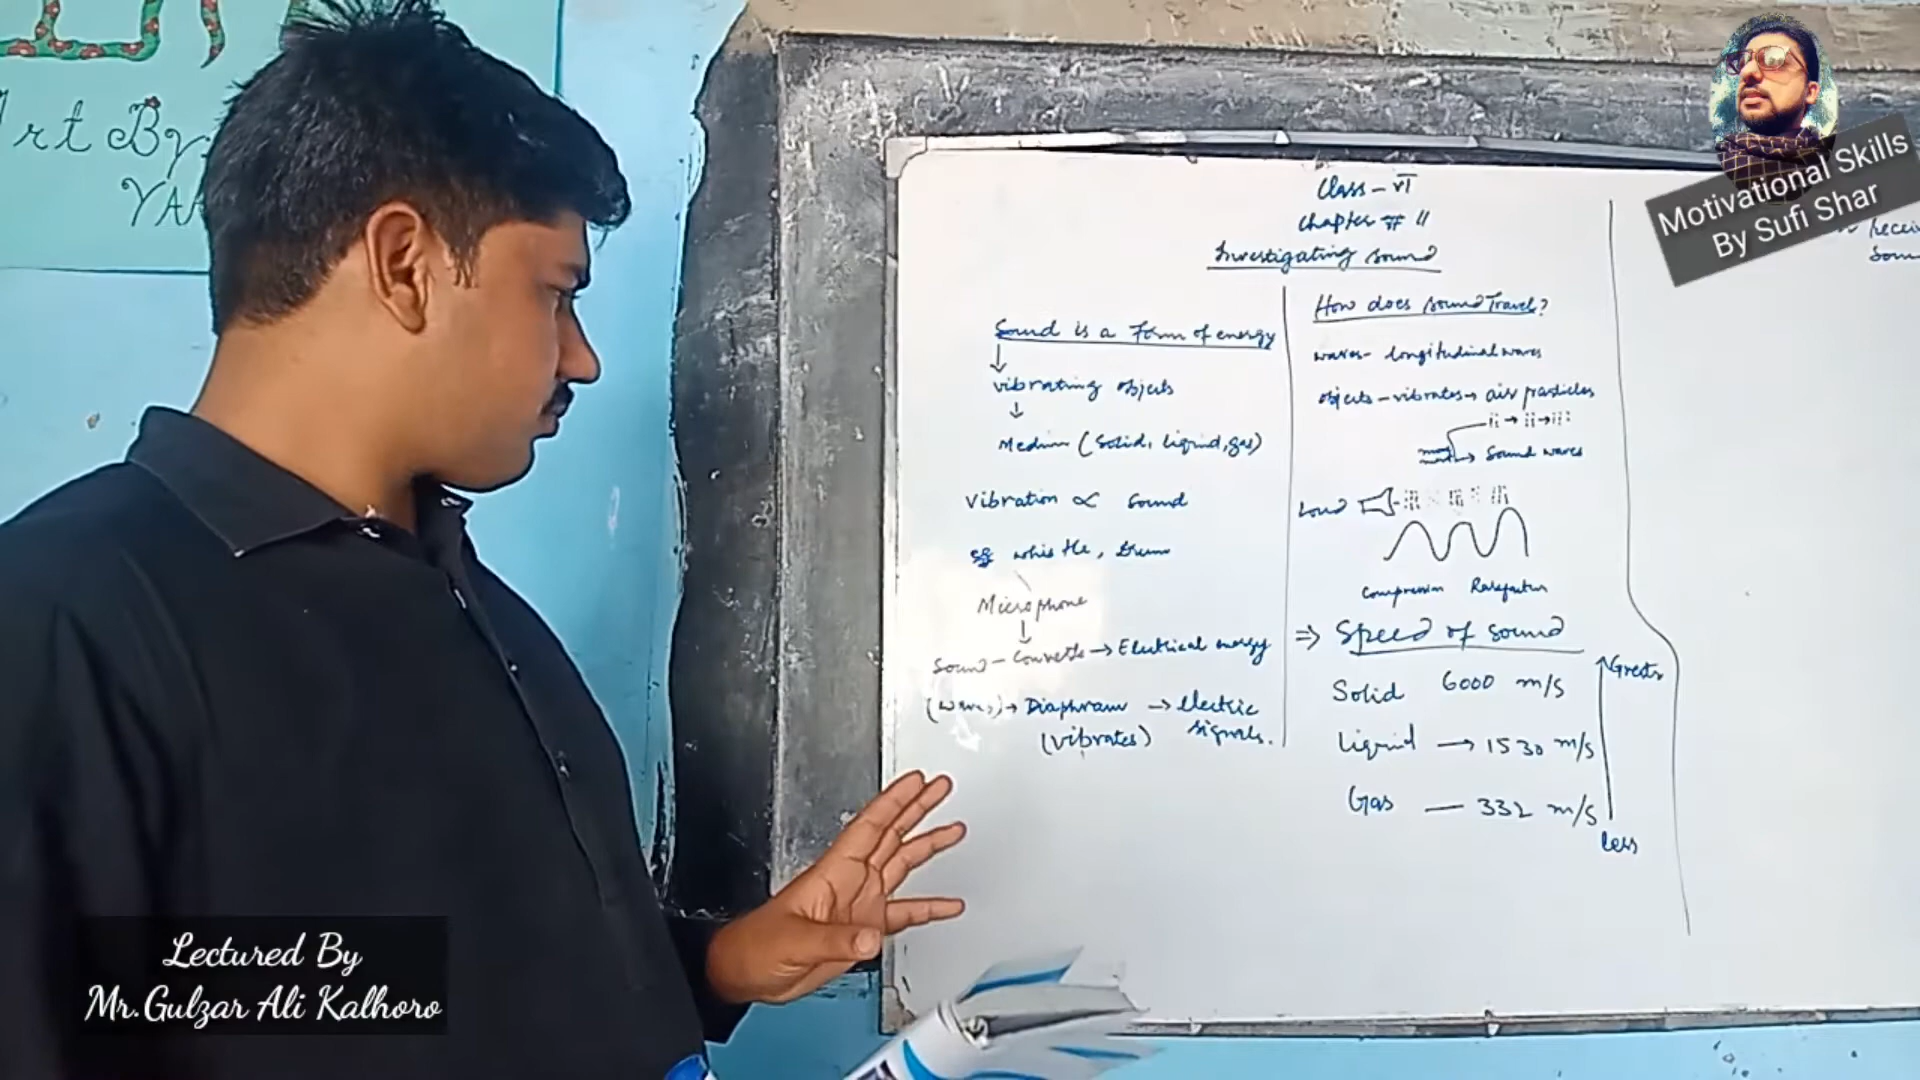 Art By
YAA
Motivational Skills
By Sufi Shar
Class - VI
Chapter # 11
Investigating sound
Sound is a Form of energy
↓
vibrating objects
↓
Medium (Solid, liquid, gas)
Vibration ∝ sound
eg whistle, Drum
Microphone
↓
Sound - Converts → Electrical energy
(waves) → Diaphram → electric
(vibrates) signals.
How does sound Travel?
waves - longitudinal waves
objects - vibrates → air particles
→ Sound waves
Loud
Compression Rarefaction
⇒ Speed of sound
Solid 6000 m/s
liquid → 1530 m/s
Gas — 332 m/s
Greater
less
Lectured By
Mr.Gulzar Ali Kalhoro